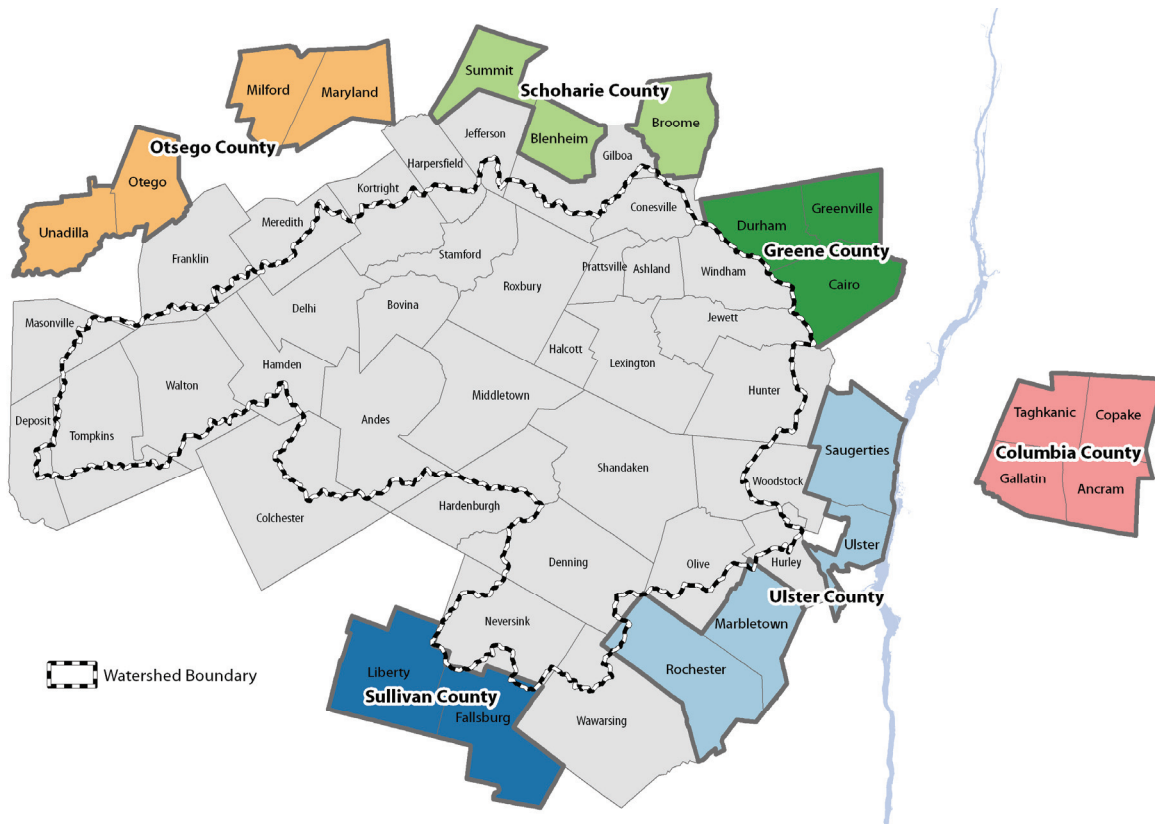 Summit
Milford
Maryland
Schoharie County
Broome
Jefferson
Blenheim
Otsego County
Gilboa
Harpersfield
Otego
Kortright
Conesville
Greenville
Durham
Meredith
Unadilla
Greene County
Franklin
Stamford
Prattsville
Ashland
Windham
Cairo
Roxbury
Bovina
Delhi
Masonville
Jewett
Halcott
Lexington
Hamden
Walton
Hunter
Middletown
Taghkanic
Copake
Deposit
Andes
Tompkins
Saugerties
Columbia County
Shandaken
Woodstock
Gallatin
Ancram
Hardenburgh
Colchester
Ulster
Denning
Olive
Hurley
Ulster County
Neversink
Marbletown
Liberty
Rochester
Watershed Boundary
Sullivan County
Fallsburg
Wawarsing